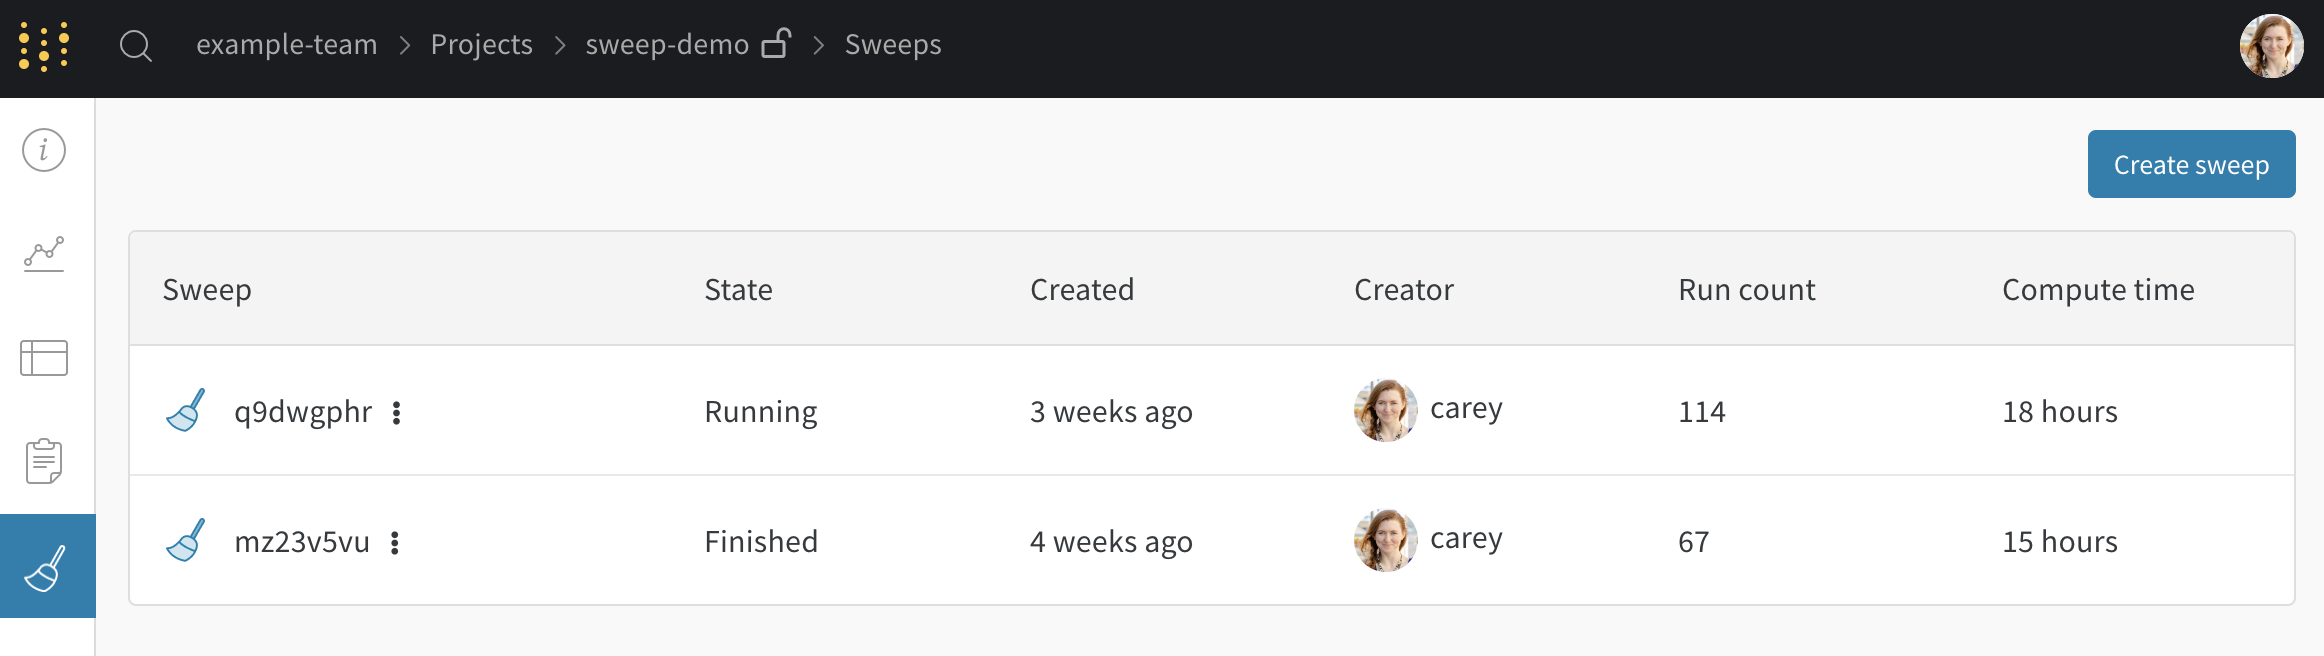 example-team > Projects > sweep-demo > Sweeps
Create sweep
Sweep State Created Creator Run count Compute time
q9dwgphr Running 3 weeks ago carey 114 18 hours
mz23v5vu Finished 4 weeks ago carey 67 15 hours